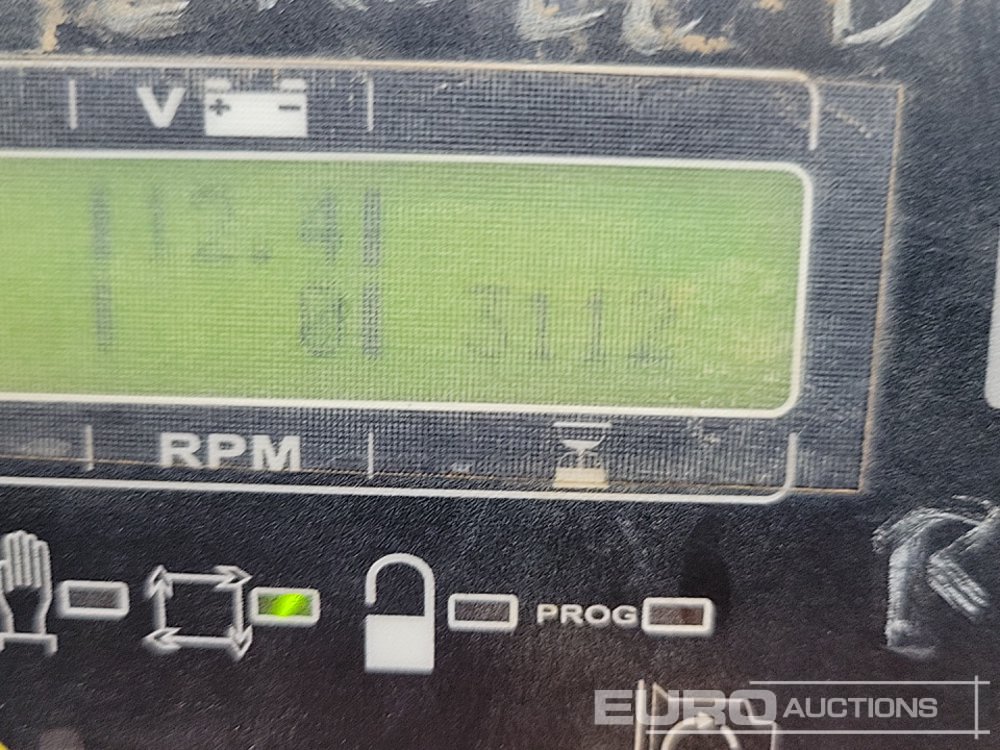 V + -
12.4
0 3112
RPM
PROG
EURO AUCTIONS